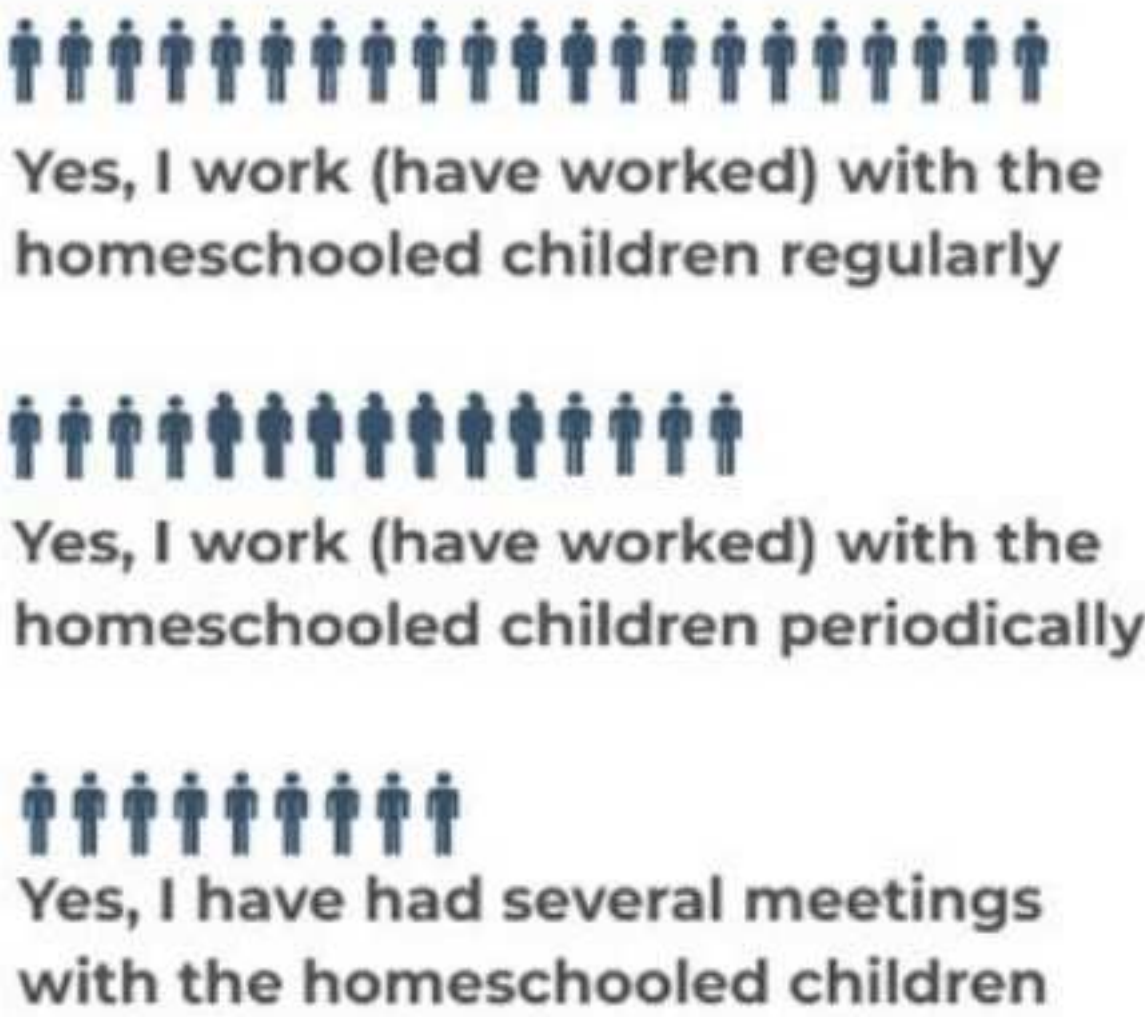 Yes, I work (have worked) with the
homeschooled children regularly
Yes, I work (have worked) with the
homeschooled children periodically
Yes, I have had several meetings
with the homeschooled children